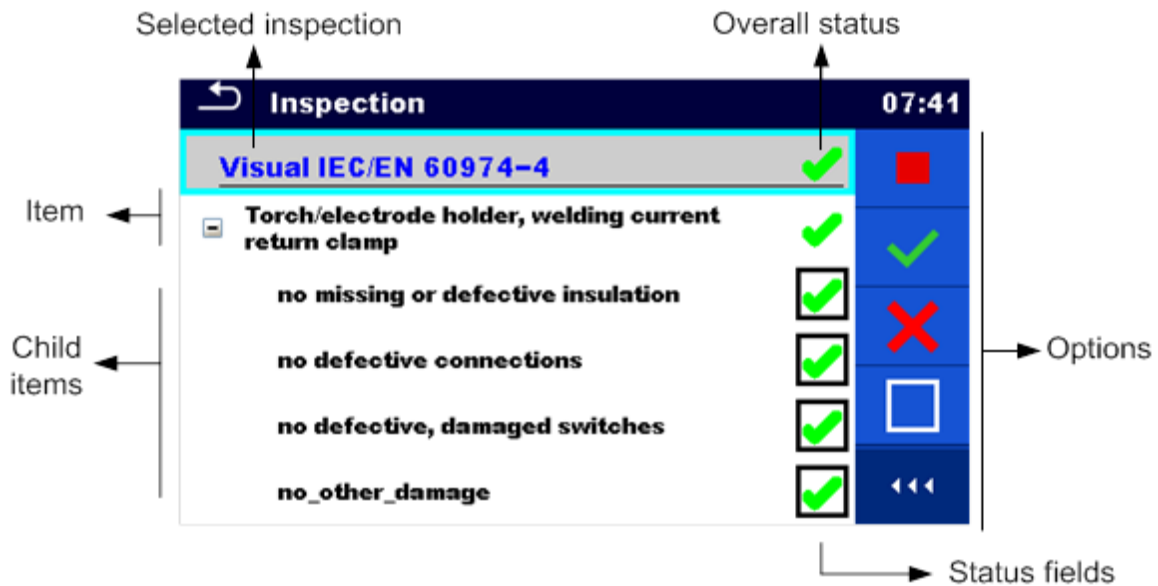 Selected inspection
Overall status
Inspection
07:41
Visual IEC/EN 60974-4
Item
Torch/electrode holder, welding current
return clamp
no missing or defective insulation
Child
items
no defective connections
Options
no defective, damaged switches
no_other_damage
Status fields